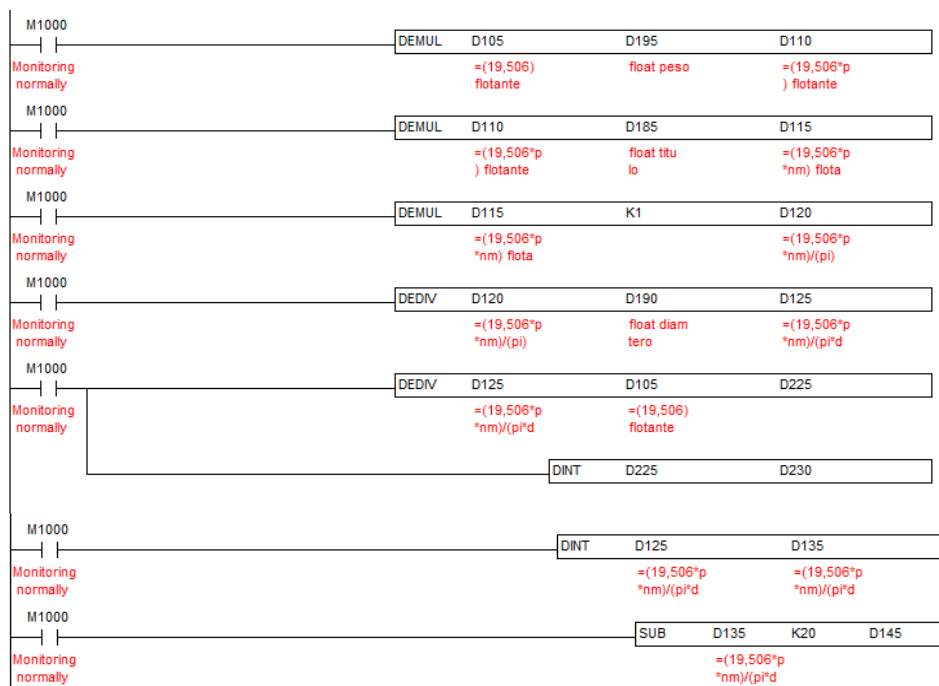 M1000
DEMUL D105 D195 D110
Monitoring normally
=(19,506) flotante
float peso
=(19,506*p ) flotante
M1000
DEMUL D110 D185 D115
Monitoring normally
=(19,506*p ) flotante
float titu lo
=(19,506*p *nm) flota
M1000
DEMUL D115 K1 D120
Monitoring normally
=(19,506*p *nm) flota
=(19,506*p *nm)/(pi)
M1000
DEDIV D120 D190 D125
Monitoring normally
=(19,506*p *nm)/(pi)
float diam tero
=(19,506*p *nm)/(pi*d
M1000
DEDIV D125 D105 D225
Monitoring normally
=(19,506*p *nm)/(pi*d
=(19,506) flotante
DINT D225 D230
M1000
DINT D125 D135
Monitoring normally
=(19,506*p *nm)/(pi*d
=(19,506*p *nm)/(pi*d
M1000
SUB D135 K20 D145
Monitoring normally
=(19,506*p *nm)/(pi*d